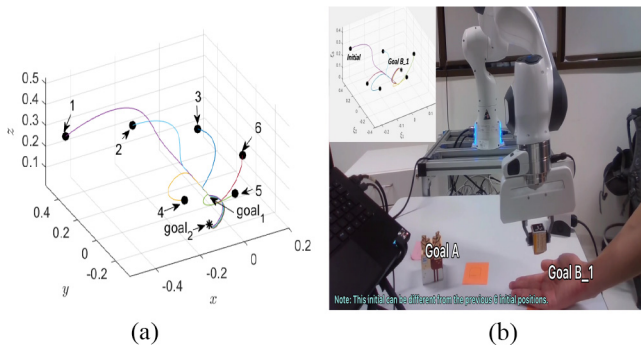 0.5
0.4
0.3
0.2
0.1
z
1
2
3
6
4
5
goal1
goal2
0.4
0.2
0
-0.2
y
-0.4
-0.2
0
0.2
x
(a)
Initial
Goal B_1
Goal A
Goal B_1
Note: This initial can be different from the previous 6 initial positions.
(b)